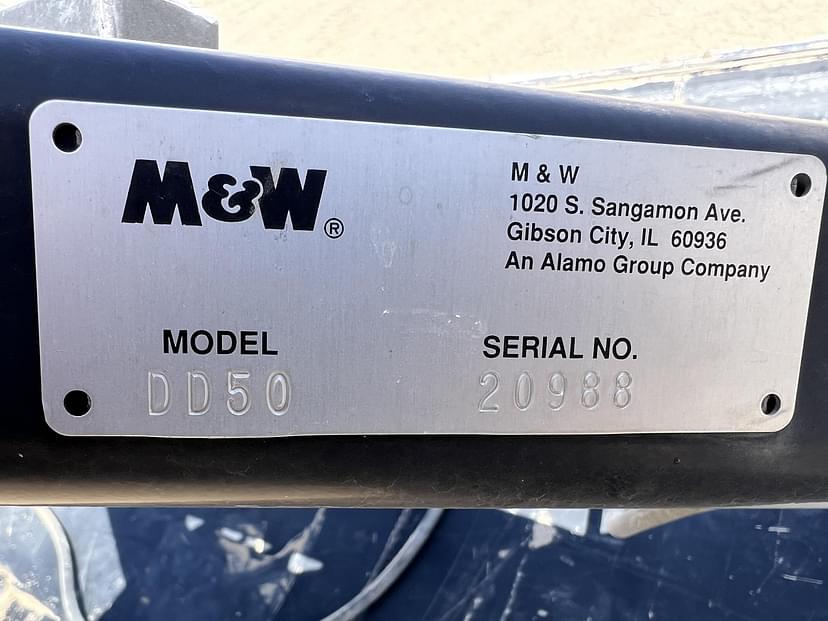 M&W®
M & W
1020 S. Sangamon Ave.
Gibson City, IL 60936
An Alamo Group Company
MODEL
DD50
SERIAL NO.
20988